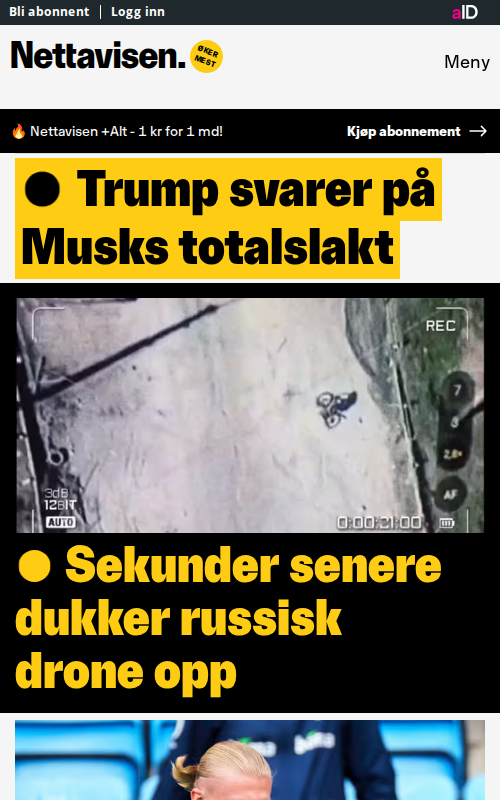 Bli abonnent | Logg inn
aID
Nettavisen.
ØKER
MEST
Meny
Nettavisen +Alt - 1 kr for 1 md!
Kjøp abonnement
Trump svarer på
Musks totalslakt
REC
7
3
2,8x
AF
3dB
12BIT
AUTO
0:00:21:00
Sekunder senere
dukker russisk
drone opp